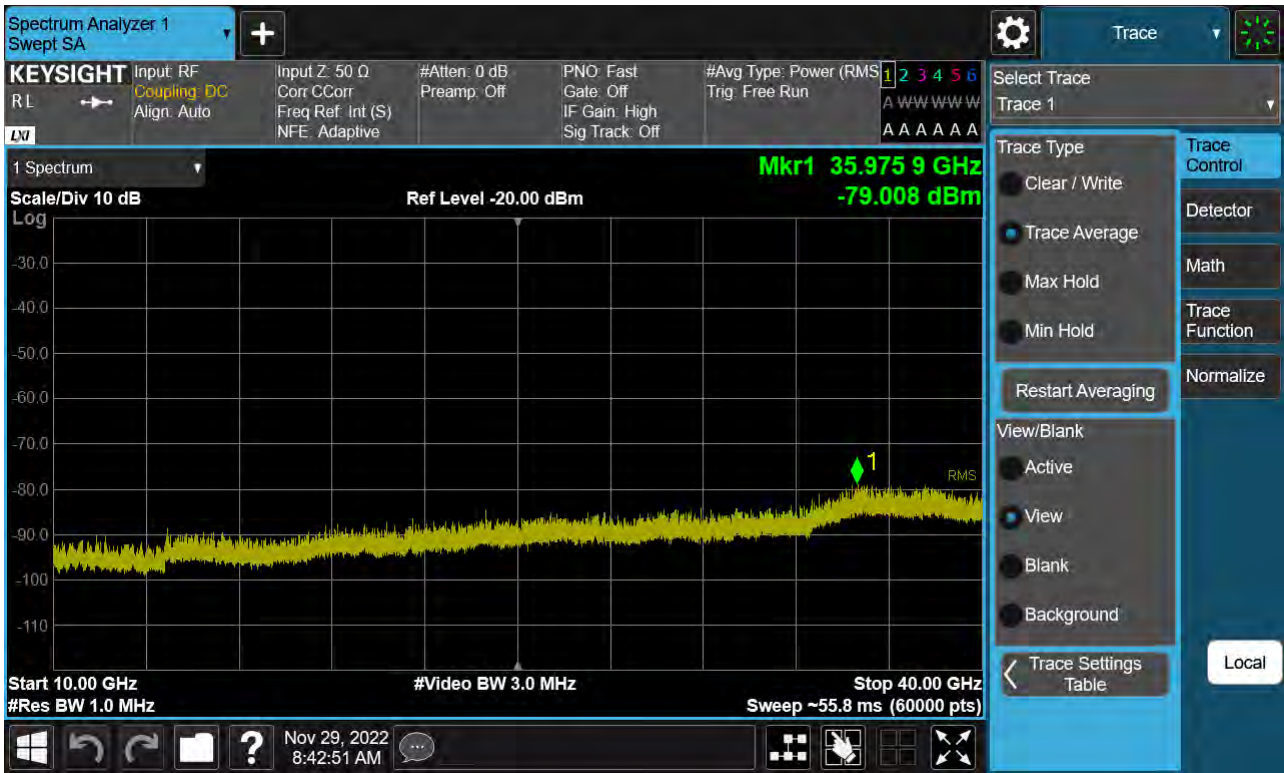 Spectrum Analyzer 1
Swept SA
+
Trace
KEYSIGHT
RL
LXI
Input: RF
Coupling: DC
Align: Auto
Input Z: 50 Ω
Corr CCorr
Freq Ref: Int (S)
NFE: Adaptive
#Atten: 0 dB
Preamp: Off
PNO: Fast
Gate: Off
IF Gain: High
Sig Track: Off
#Avg Type: Power (RMS
Trig: Free Run
1 2 3 4 5 6
A W W W W W
A A A A A A
Select Trace
Trace 1
1 Spectrum
Mkr1 35.975 9 GHz
Scale/Div 10 dB
Ref Level -20.00 dBm
-79.008 dBm
Log
-30.0
-40.0
-50.0
-60.0
-70.0
-80.0
-90.0
-100
-110
1
RMS
Start 10.00 GHz
#Video BW 3.0 MHz
Stop 40.00 GHz
#Res BW 1.0 MHz
Sweep ~55.8 ms (60000 pts)
Trace Type
Clear / Write
Trace Average
Max Hold
Min Hold
Restart Averaging
View/Blank
Active
View
Blank
Background
Trace Settings
Table
Trace
Control
Detector
Math
Trace
Function
Normalize
Local
?
Nov 29, 2022
8:42:51 AM